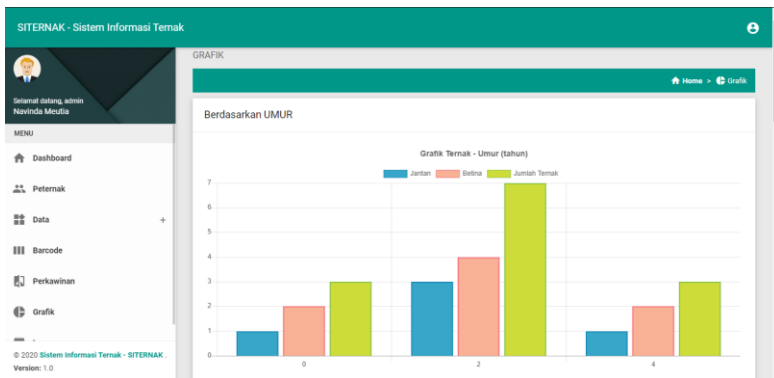 SITERNAK - Sistem Informasi Ternak
Selamat datang, admin
Navinda Meutia
MENU
Dashboard
Peternak
Data +
Barcode
Perkawinan
Grafik
© 2020 Sistem Informasi Ternak - SITERNAK .
Version: 1.0
GRAFIK
Home > Grafik
Berdasarkan UMUR
Grafik Ternak - Umur (tahun)
Jantan Betina Jumlah Ternak
7
6
5
4
3
2
1
0
0 2 4